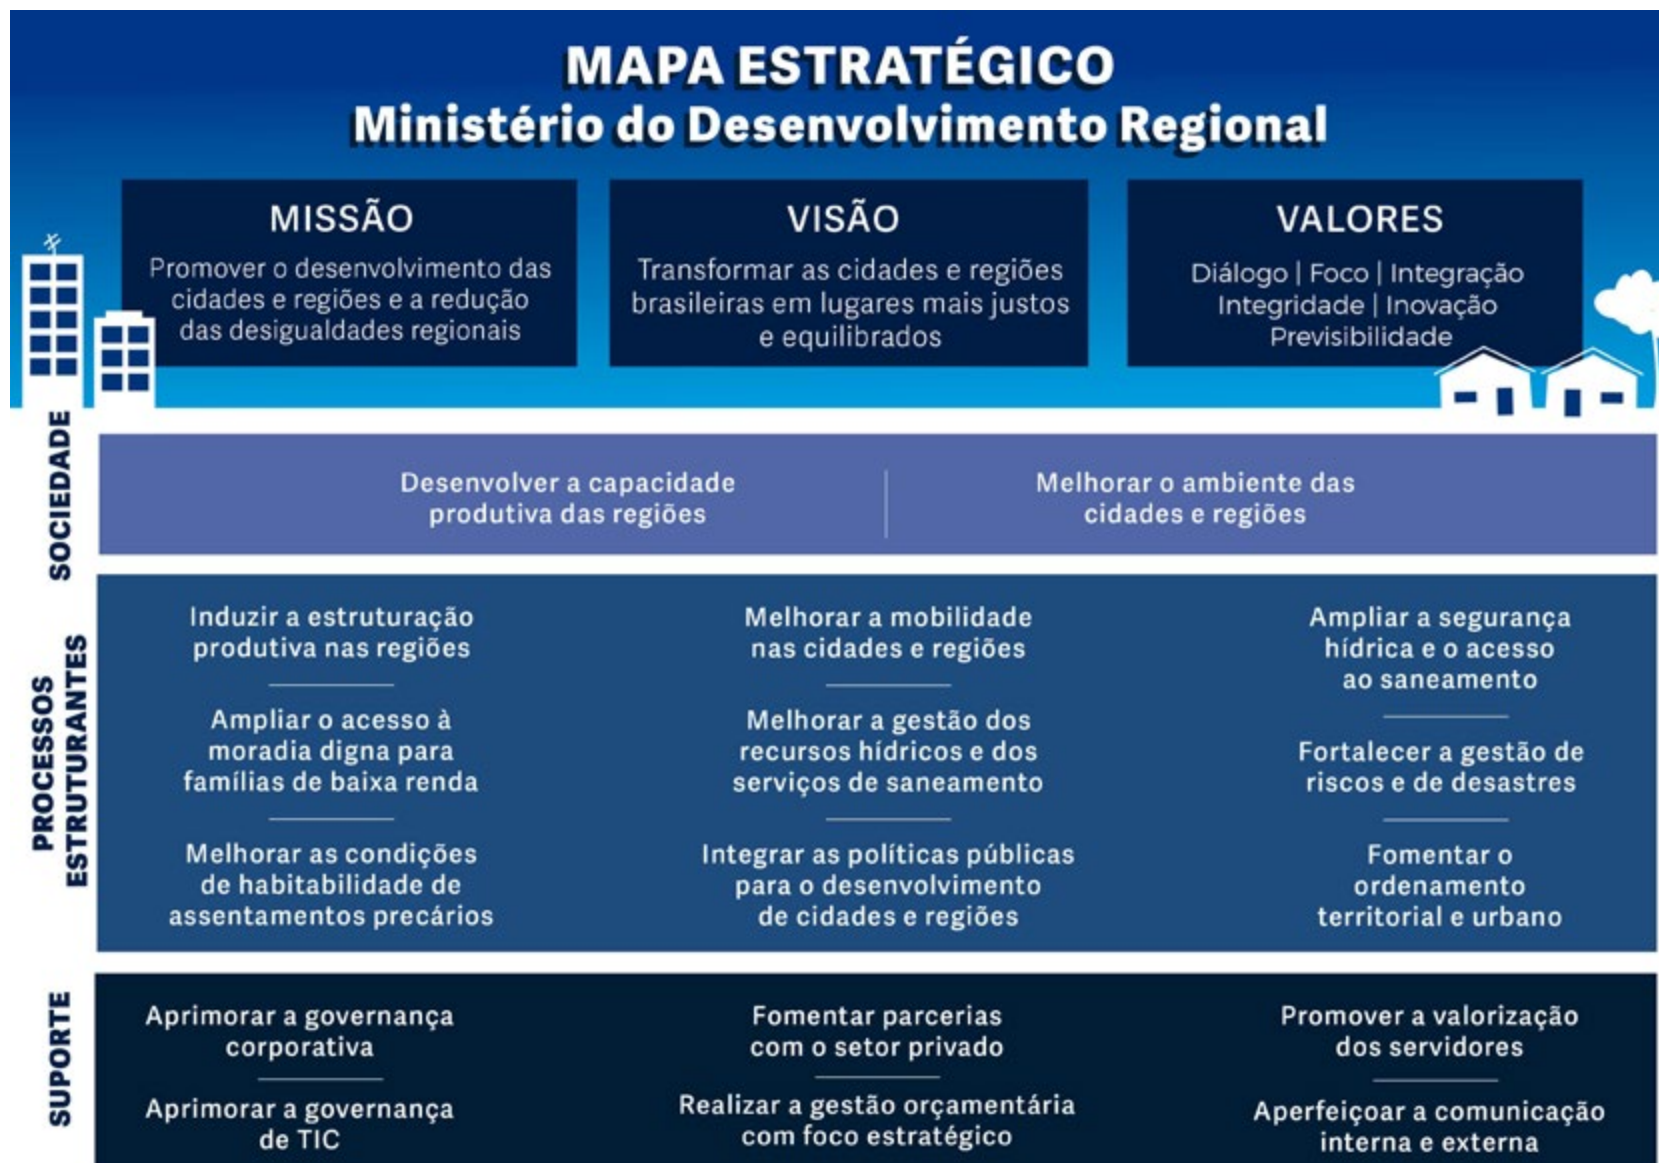 MAPA ESTRATÉGICO
Ministério do Desenvolvimento Regional
MISSÃO
Promover o desenvolvimento das
cidades e regiões e a redução
das desigualdades regionais
VISÃO
Transformar as cidades e regiões
brasileiras em lugares mais justos
e equilibrados
VALORES
Diálogo | Foco | Integração
Integridade | Inovação
Previsibilidade
SOCIEDADE
Desenvolver a capacidade
produtiva das regiões
Melhorar o ambiente das
cidades e regiões
PROCESSOS
ESTRUTURANTES
Induzir a estruturação
produtiva nas regiões
Ampliar o acesso à
moradia digna para
famílias de baixa renda
Melhorar as condições
de habitabilidade de
assentamentos precários
Melhorar a mobilidade
nas cidades e regiões
Melhorar a gestão dos
recursos hídricos e dos
serviços de saneamento
Integrar as políticas públicas
para o desenvolvimento
de cidades e regiões
Ampliar a segurança
hídrica e o acesso
ao saneamento
Fortalecer a gestão de
riscos e de desastres
Fomentar o
ordenamento
territorial e urbano
SUPORTE
Aprimorar a governança
corporativa
Aprimorar a governança
de TIC
Fomentar parcerias
com o setor privado
Realizar a gestão orçamentária
com foco estratégico
Promover a valorização
dos servidores
Aperfeiçoar a comunicação
interna e externa